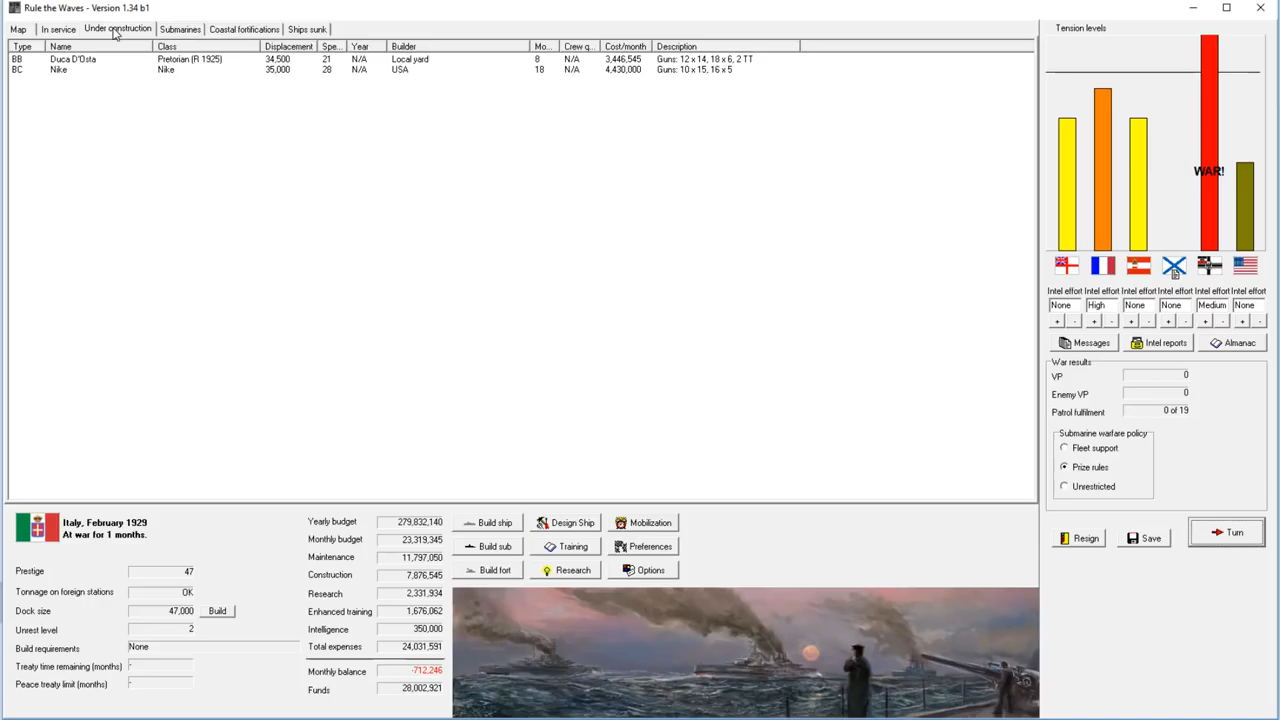 Rule the Waves - Version 1.34 b1
Map In service Under construction Submarines Coastal fortifications Ships sunk
Type Name Class Displacement Spe... Year Builder Mo... Crew q... Cost/month Description
BB Duca D'Osta Pretorian (R 1925) 34,500 21 N/A Local yard 8 N/A 3,446,545 Guns: 12 x 14, 18 x 6, 2 TT
BC Nike Nike 35,000 28 N/A USA 18 N/A 4,430,000 Guns: 10 x 15, 16 x 5
Tension levels
WAR!
Intel effort Intel effort Intel effort Intel effort Intel effort Intel effort
None High None None Medium None
+ - + - + - + - + - + -
Messages Intel reports Almanac
War results
VP 0
Enemy VP 0
Patrol fulfilment 0 of 19
Submarine warfare policy
Fleet support
Prize rules
Unrestricted
Resign Save Turn
Italy, February 1929
At war for 1 months.
Prestige 47
Tonnage on foreign stations OK
Dock size 47,000 Build
Unrest level 2
Build requirements None
Treaty time remaining (months) -
Peace treaty limit (months) -
Yearly budget 279,832,140
Monthly budget 23,319,345
Maintenance 11,797,050
Construction 7,876,545
Research 2,331,934
Enhanced training 1,676,062
Intelligence 350,000
Total expenses 24,031,591
Monthly balance -712,246
Funds 28,002,921
Build ship Design Ship Mobilization
Build sub Training Preferences
Build fort Research Options